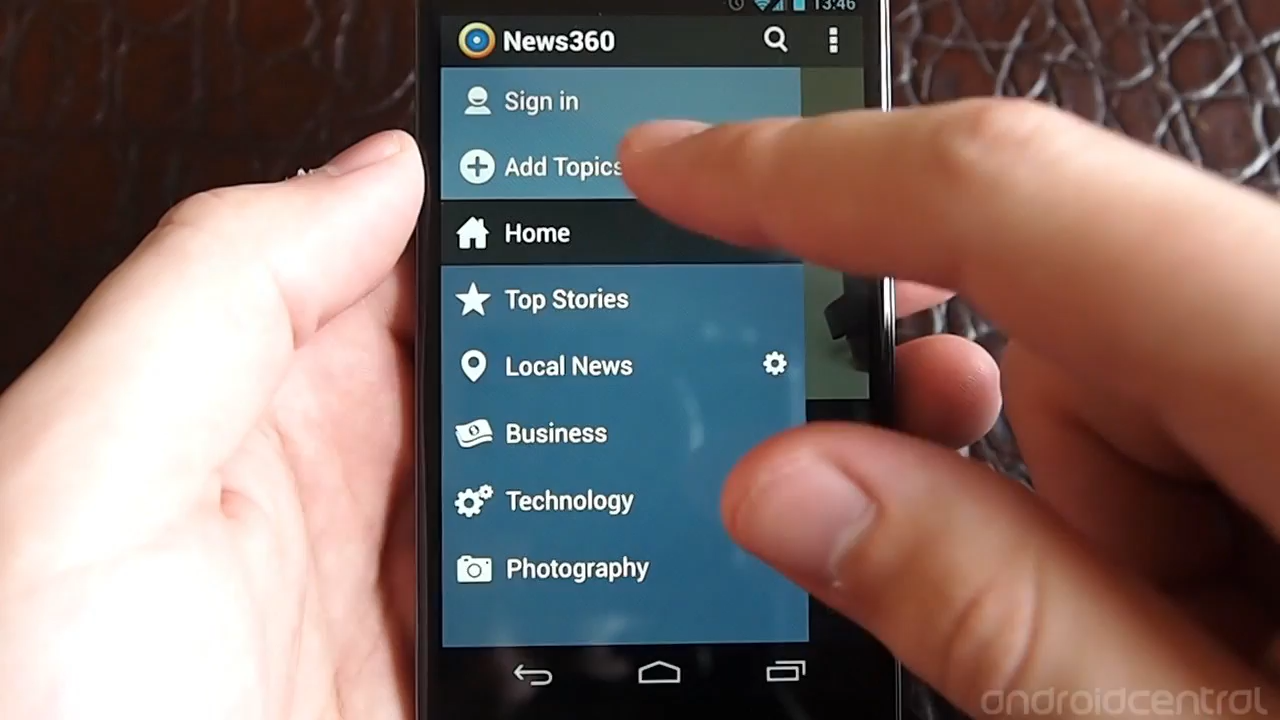 13:46
News360
Sign in
Add Topics
Home
Top Stories
Local News
Business
Technology
Photography
androidcentral